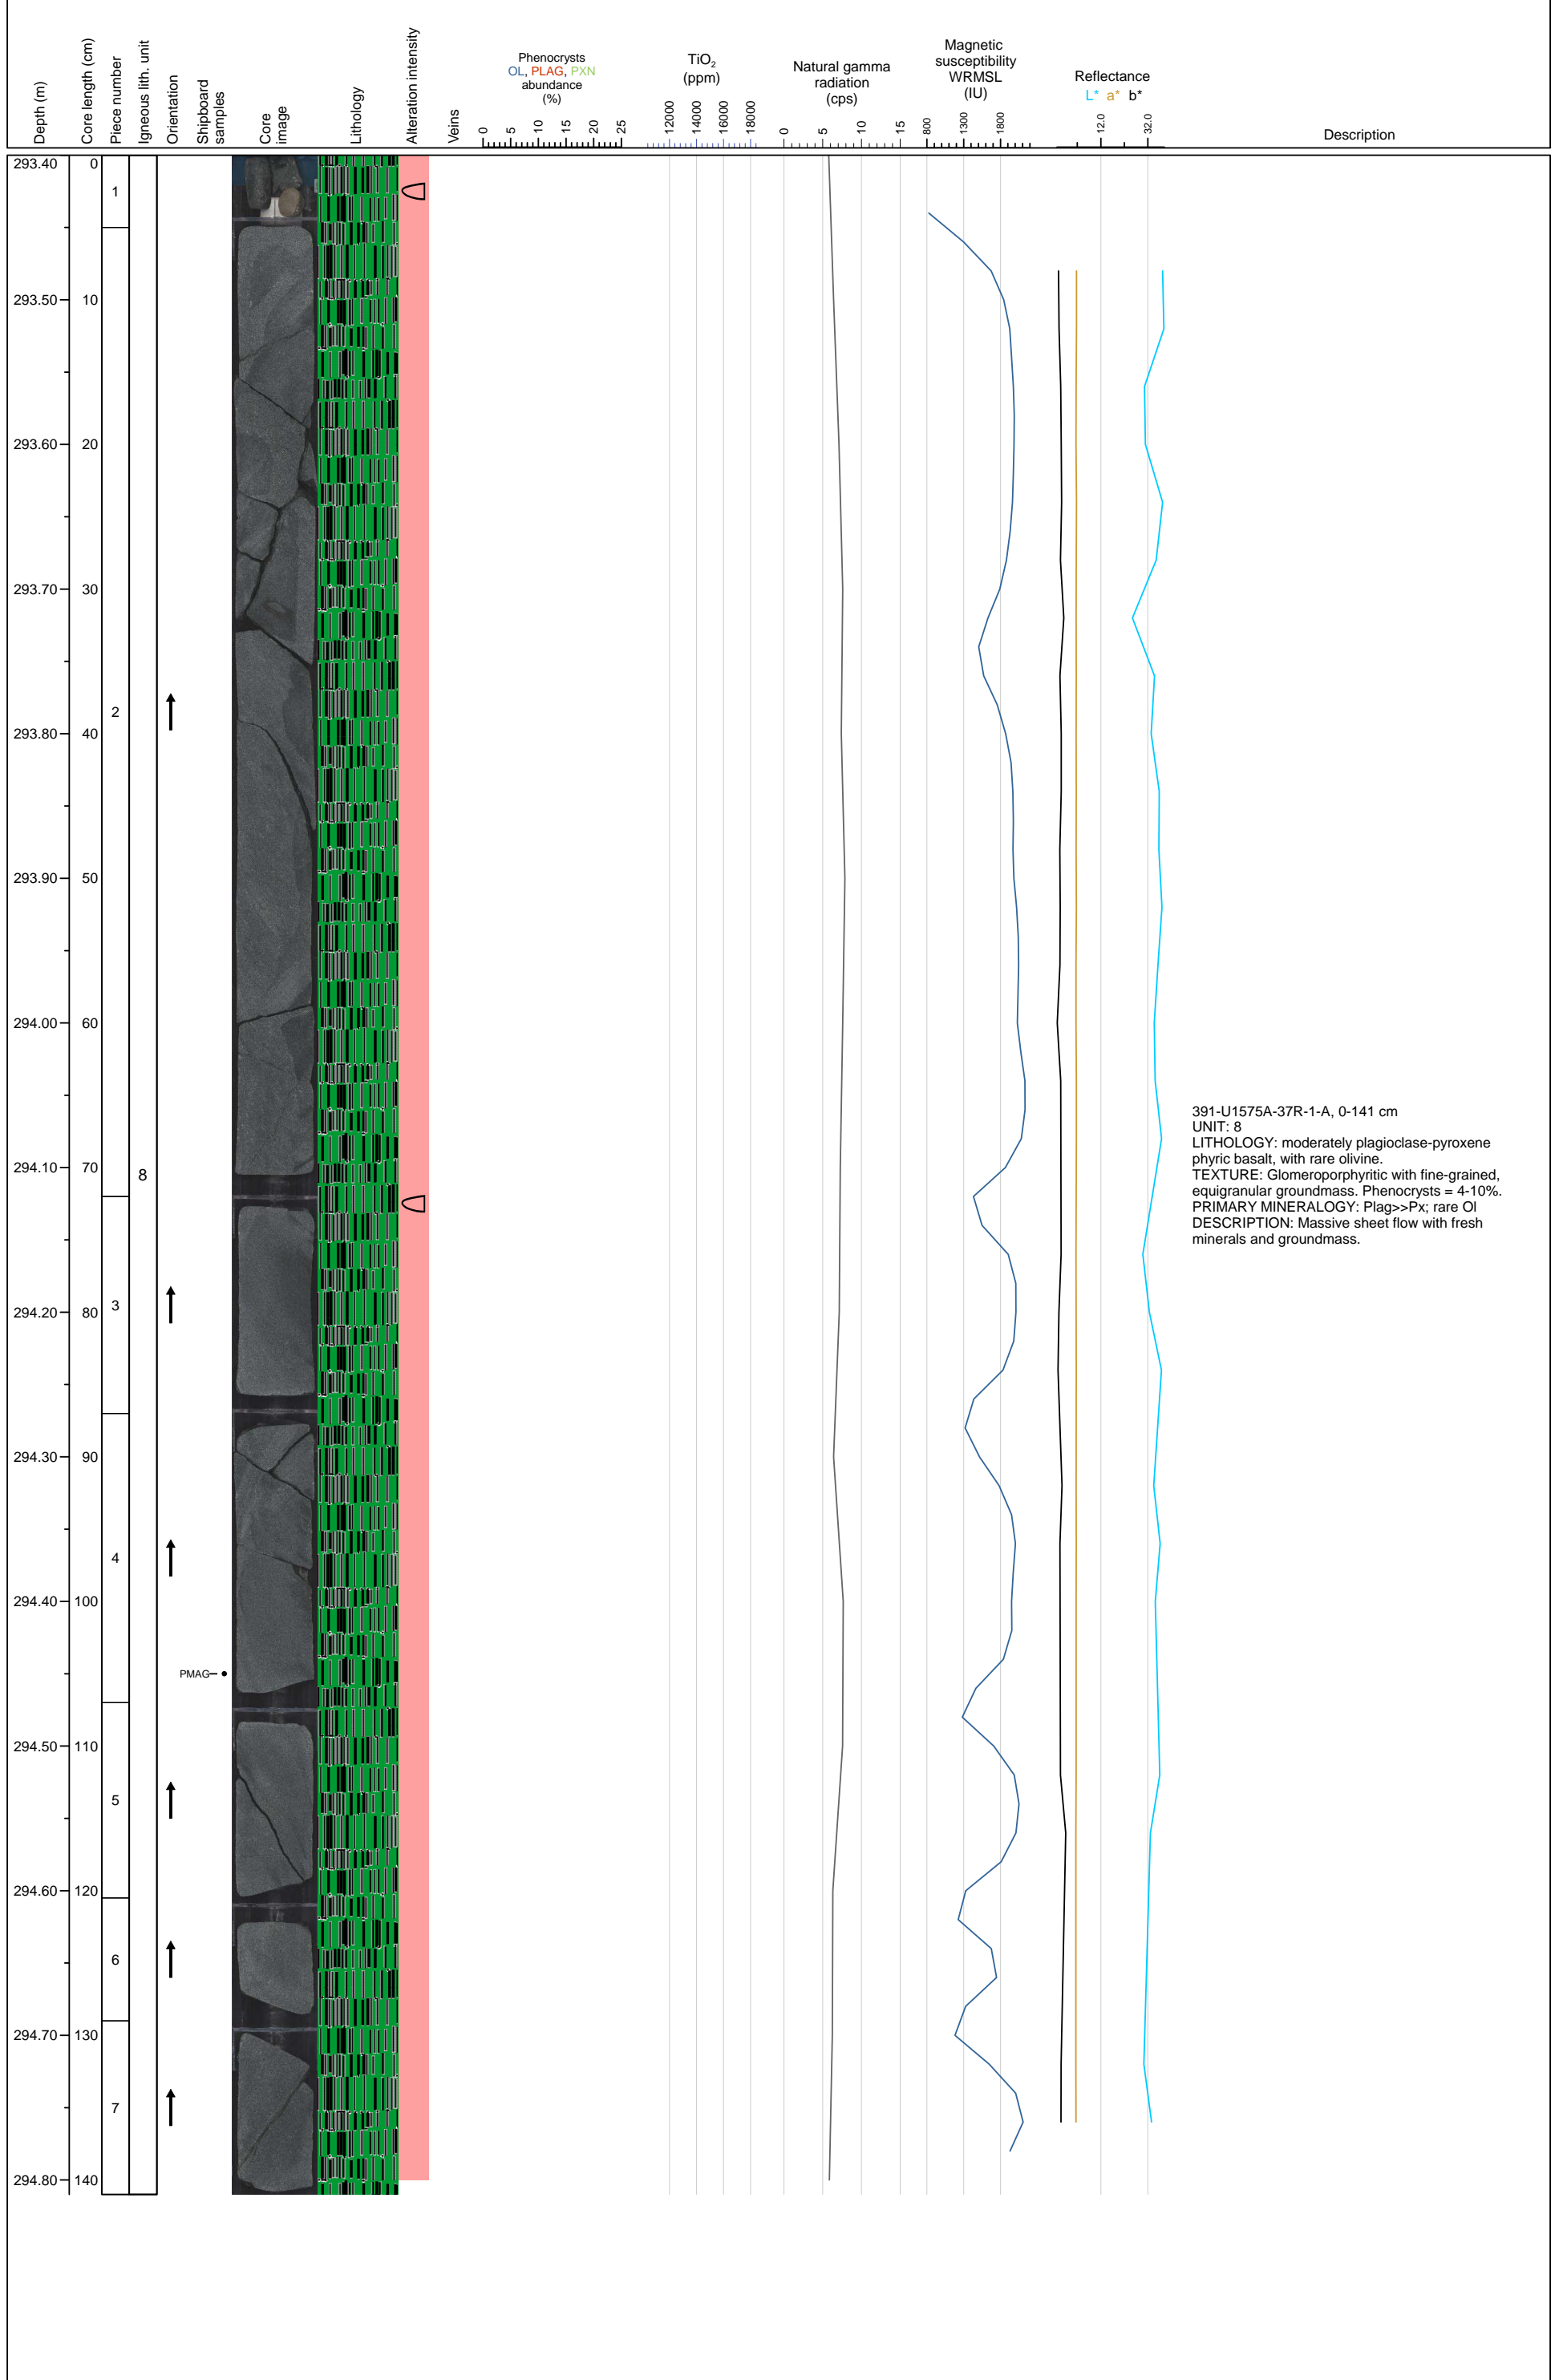 Depth (m)
Core length (cm)
Piece number
Igneous lith. unit
Orientation
Shipboard
samples
Core
image
Lithology
Alteration intensity
Veins
Phenocrysts
OL, PLAG, PXN
abundance
(%)
0 5 10 15 20 25
TiO2
(ppm)
12000 14000 16000 18000
Natural gamma
radiation
(cps)
0 5 10 15
Magnetic
susceptibility
WRMSL
(IU)
800 1300 1800
Reflectance
L* a* b*
12.0 32.0
Description
293.40 0
1
293.50 10
293.60 20
293.70 30
2
293.80 40
293.90 50
294.00 60
391-U1575A-37R-1-A, 0-141 cm
UNIT: 8
LITHOLOGY: moderately plagioclase-pyroxene
phyric basalt, with rare olivine.
TEXTURE: Glomeroporphyritic with fine-grained,
equigranular groundmass. Phenocrysts = 4-10%.
PRIMARY MINERALOGY: Plag>>Px; rare Ol
DESCRIPTION: Massive sheet flow with fresh
minerals and groundmass.
294.10 70
8
294.20 80 3
294.30 90
4
294.40 100
PMAG
294.50 110
5
294.60 120
6
294.70 130
7
294.80 140